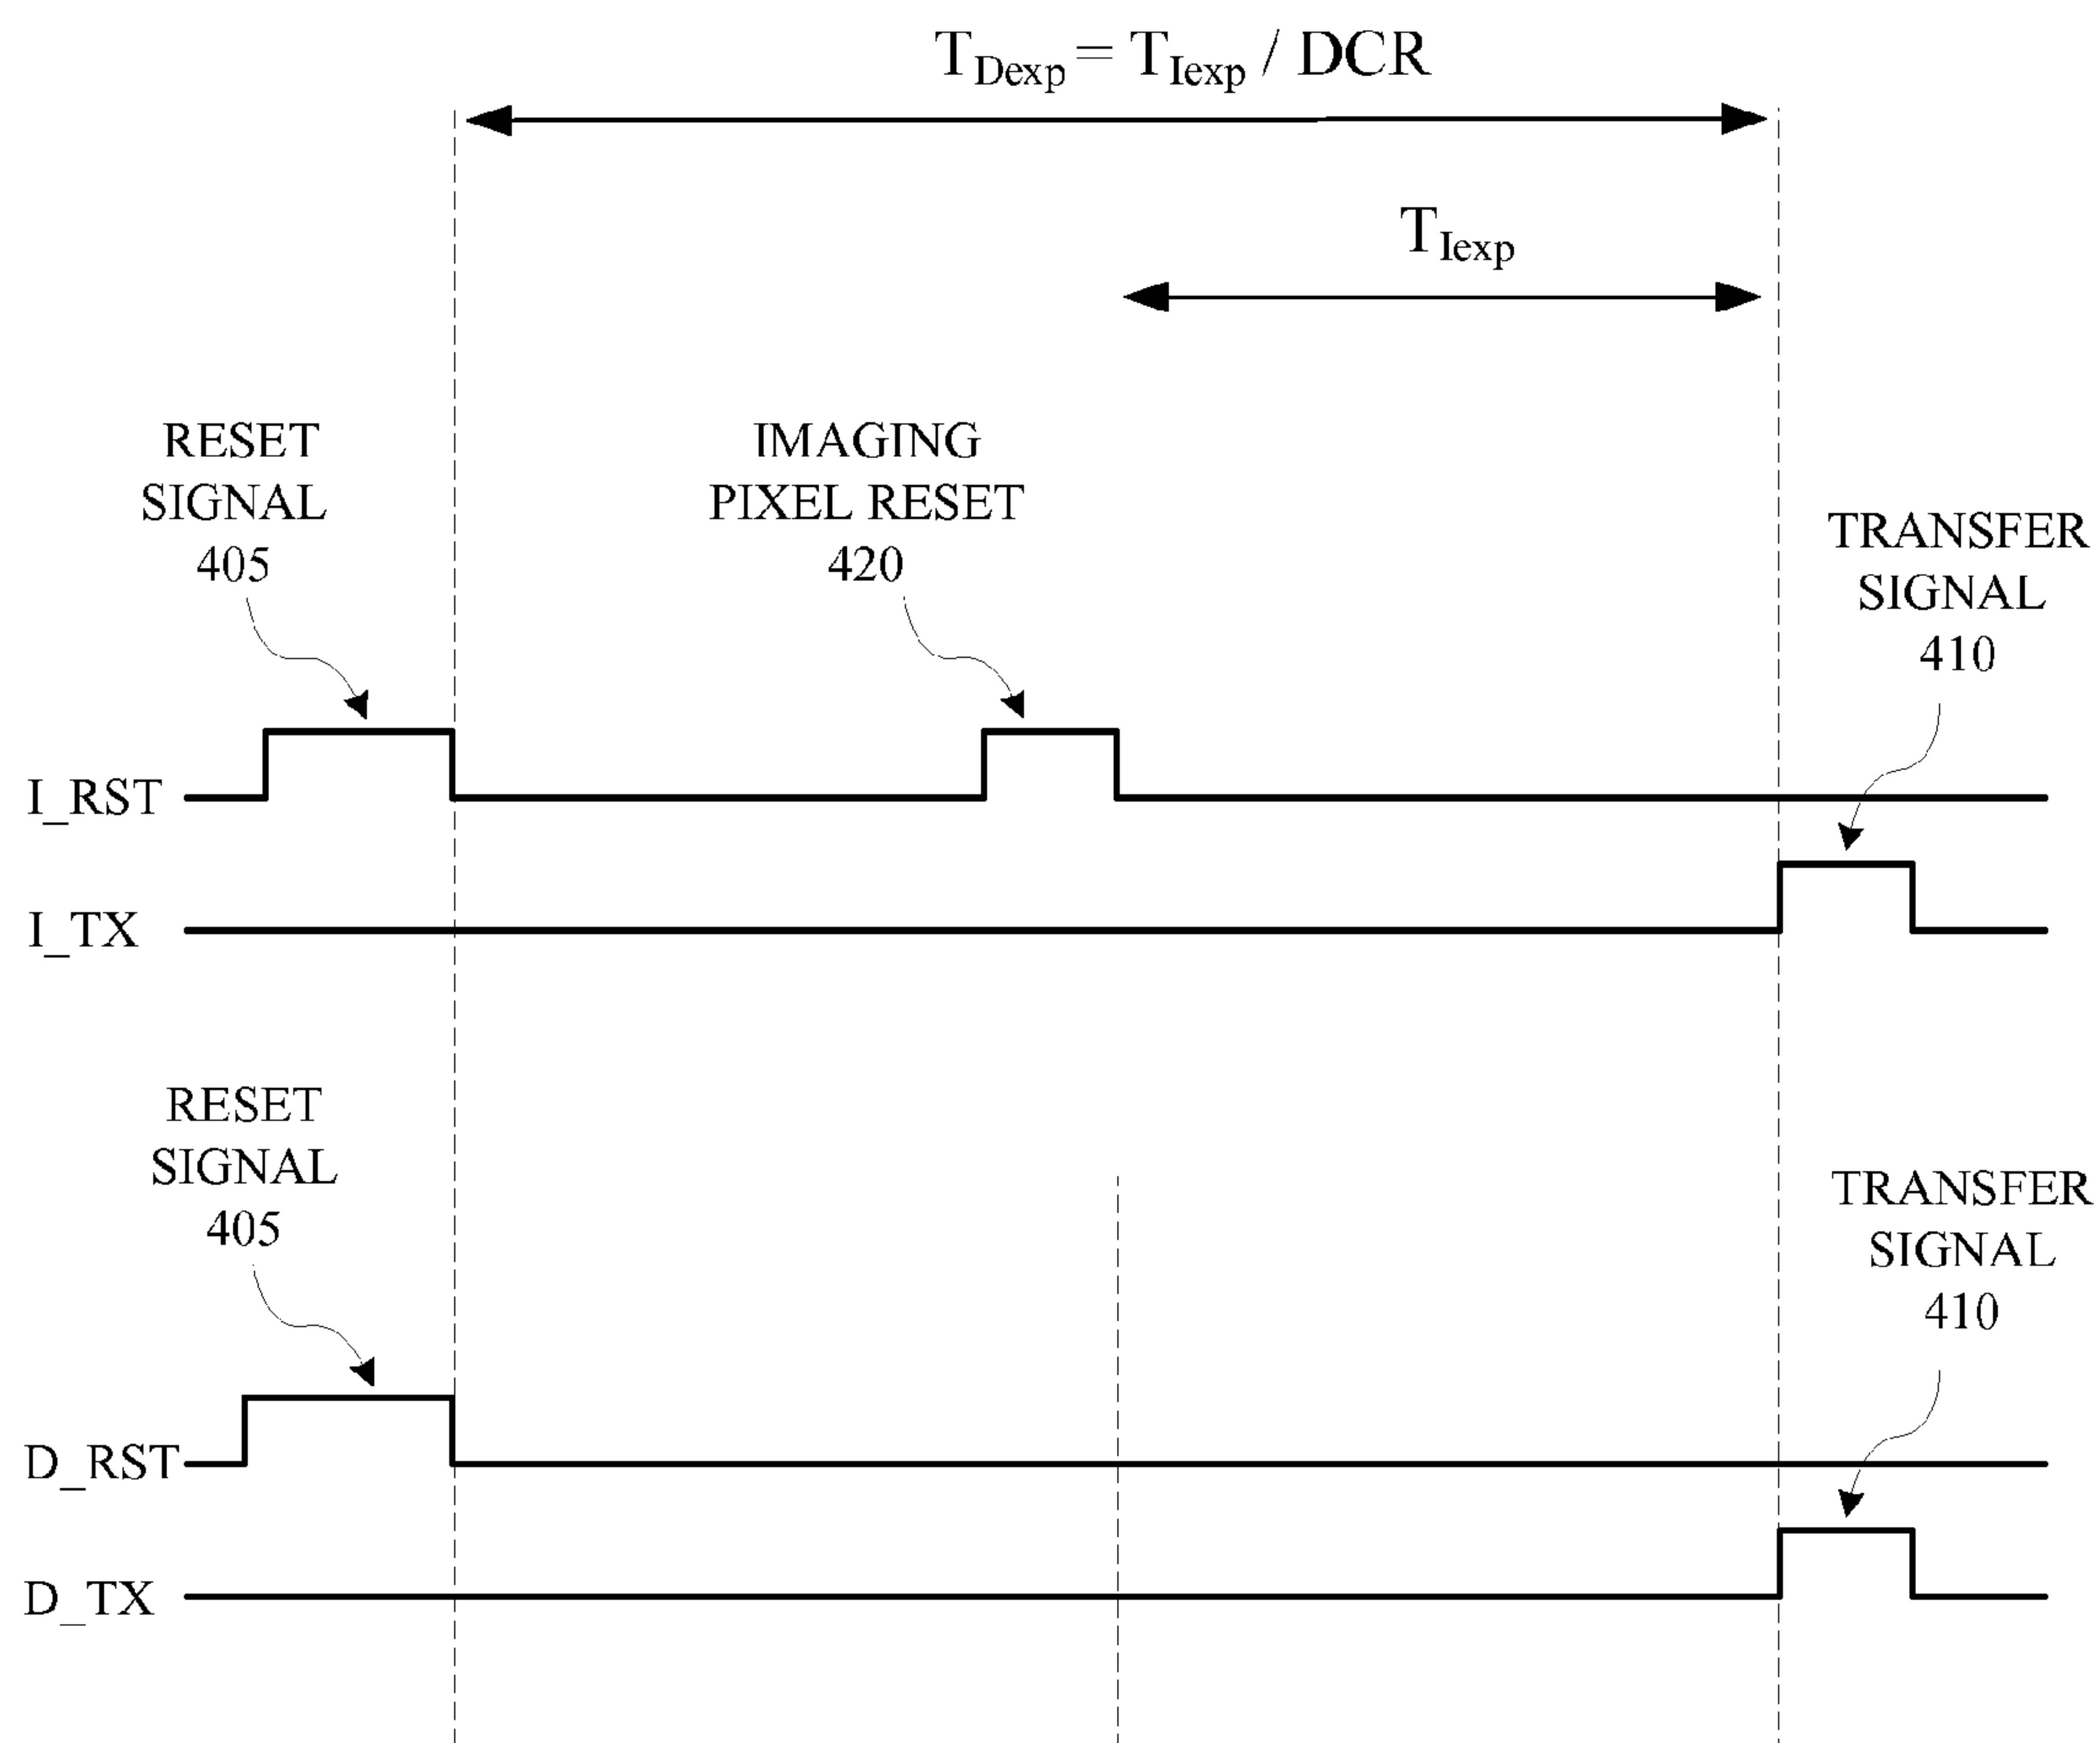 T_Dexp = T_Iexp / DCR
T_Iexp
RESET
SIGNAL
405
IMAGING
PIXEL RESET
420
TRANSFER
SIGNAL
410
I_RST
I_TX
RESET
SIGNAL
405
TRANSFER
SIGNAL
410
D_RST
D_TX